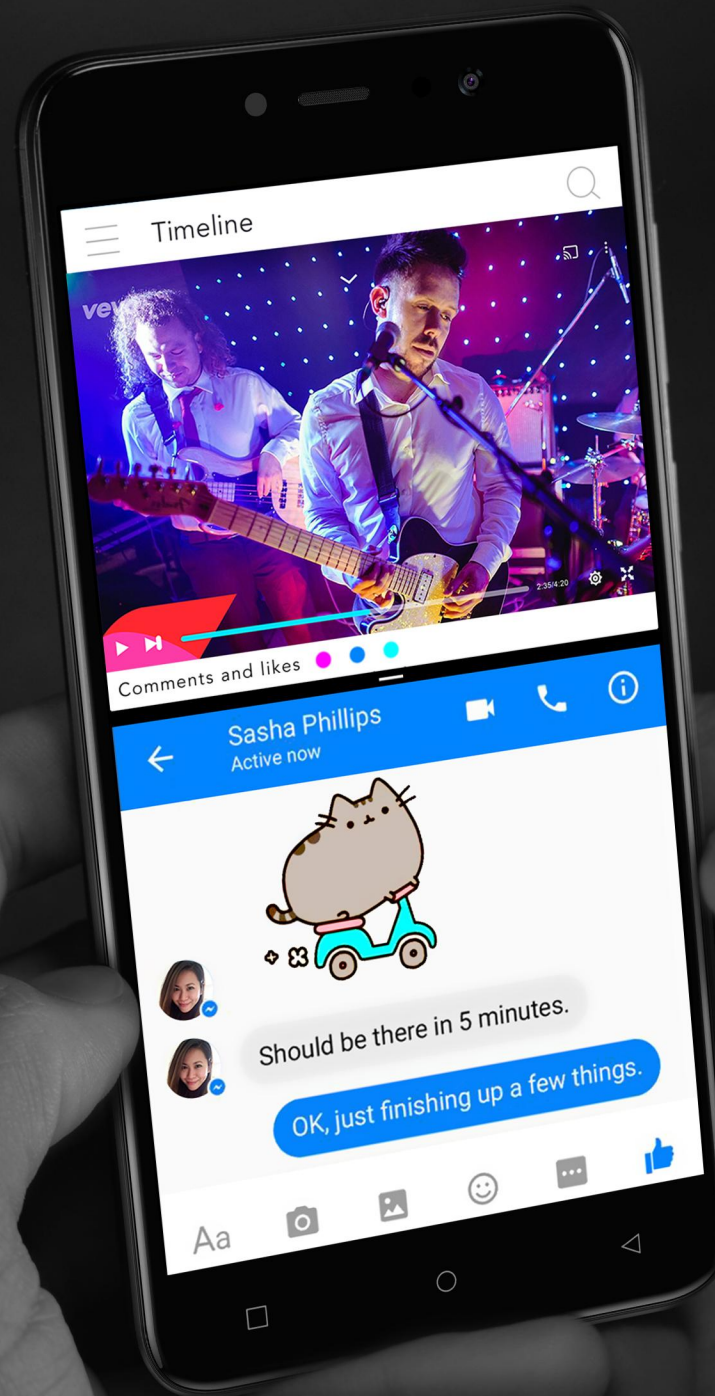 Timeline
vev
2:35/4:20
Comments and likes
Sasha Phillips
Active now
Should be there in 5 minutes.
OK, just finishing up a few things.
Aa